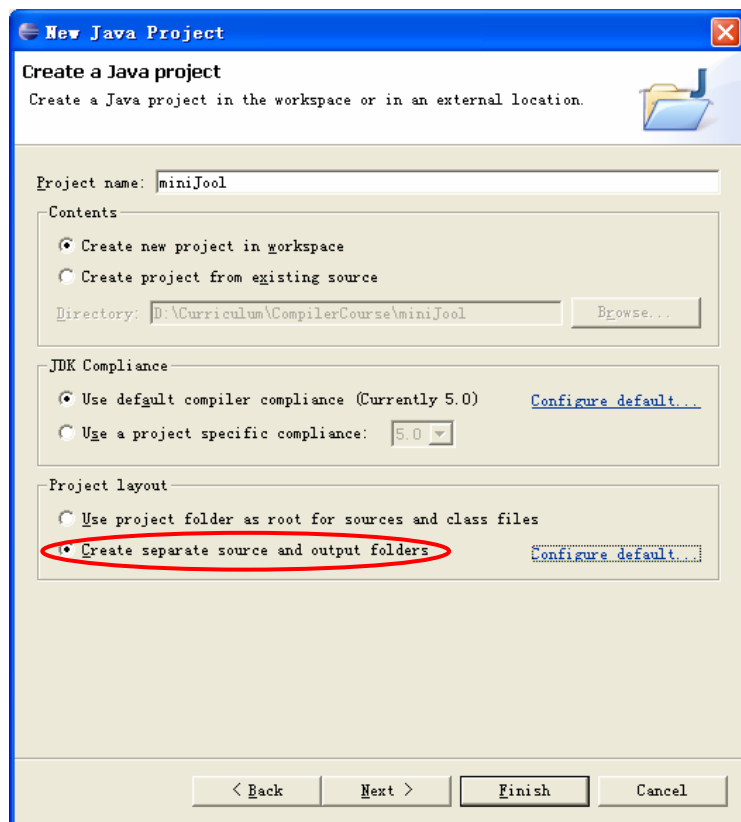 New Java Project
Create a Java project
Create a Java project in the workspace or in an external location.
Project name: miniJool
Contents
Create new project in workspace
Create project from existing source
Directory: D:\Curriculum\CompilerCourse\miniJool Browse...
JDK Compliance
Use default compiler compliance (Currently 5.0) Configure default...
Use a project specific compliance: 5.0
Project layout
Use project folder as root for sources and class files
Create separate source and output folders Configure default...
< Back Next > Finish Cancel